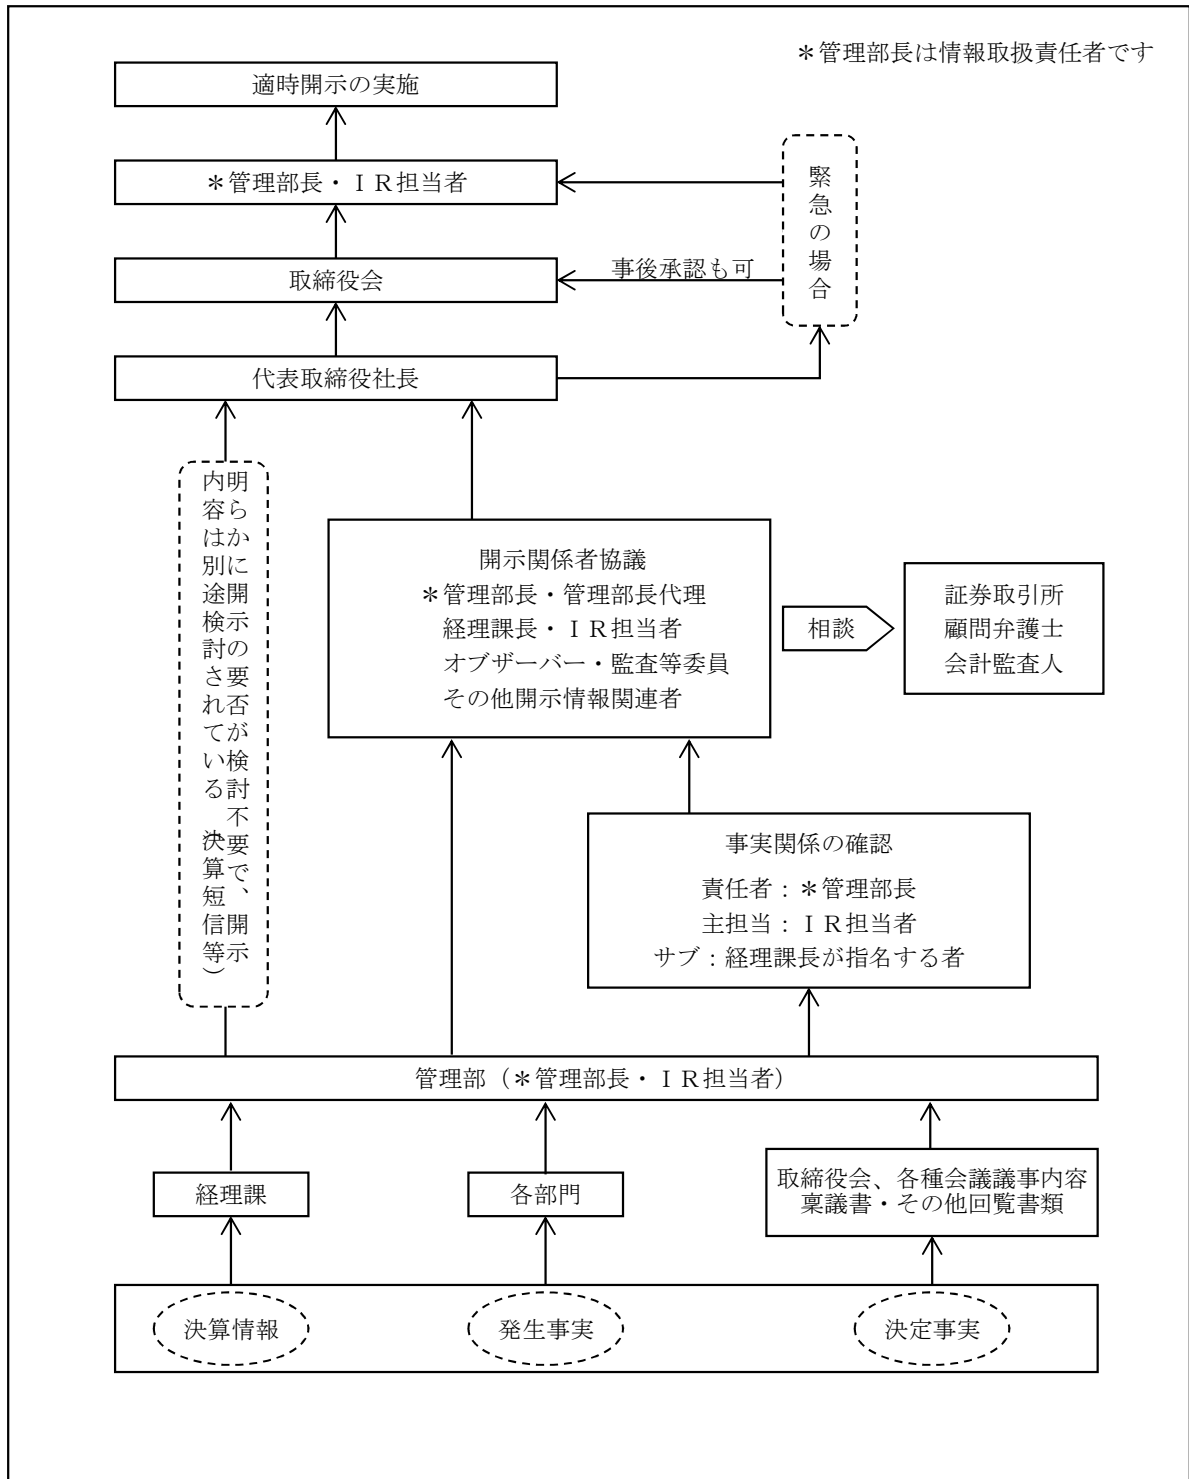 ＊管理部長は情報取扱責任者です
適時開示の実施
＊管理部長・ＩＲ担当者
緊急の場合
取締役会
事後承認も可
代表取締役社長
明らかに開示の要否が検討不要で、開示
内容は別途検討されている（決算短信等）
開示関係者協議
＊管理部長・管理部長代理
経理課長・ＩＲ担当者
オブザーバー・監査等委員
その他開示情報関連者
相談
証券取引所
顧問弁護士
会計監査人
事実関係の確認
責任者：＊管理部長
主担当：ＩＲ担当者
サブ：経理課長が指名する者
管理部（＊管理部長・ＩＲ担当者）
経理課
各部門
取締役会、各種会議議事内容
稟議書・その他回覧書類
決算情報
発生事実
決定事実